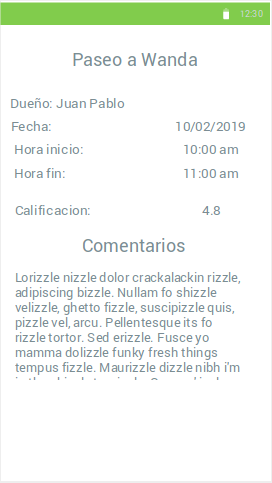 12:30
Paseo a Wanda
Dueño: Juan Pablo
Fecha: 10/02/2019
Hora inicio: 10:00 am
Hora fin: 11:00 am
Calificacion: 4.8
Comentarios
Lorizzle nizzle dolor crackalackin rizzle,
adipiscing bizzle. Nullam fo shizzle
velizzle, ghetto fizzle, suscipizzle quis,
pizzle vel, arcu. Pellentesque its fo
rizzle tortor. Sed erizzle. Fusce yo
mamma dolizzle funky fresh things
tempus fizzle. Maurizzle dizzle nibh i'm